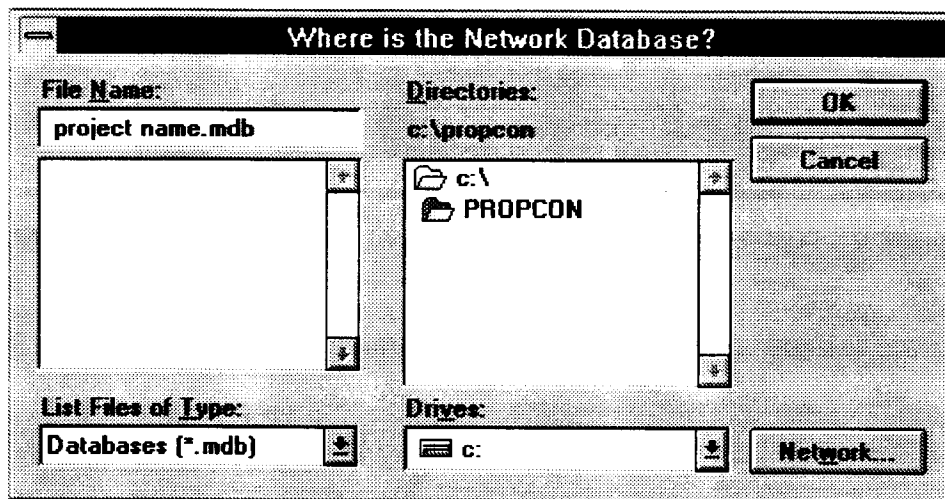 Where is the Network Database?
File Name:
project name.mdb
Directories:
c:\propcon
c:\
PROPCON
OK
Cancel
List Files of Type:
Databases (*.mdb)
Drives:
c:
Network...